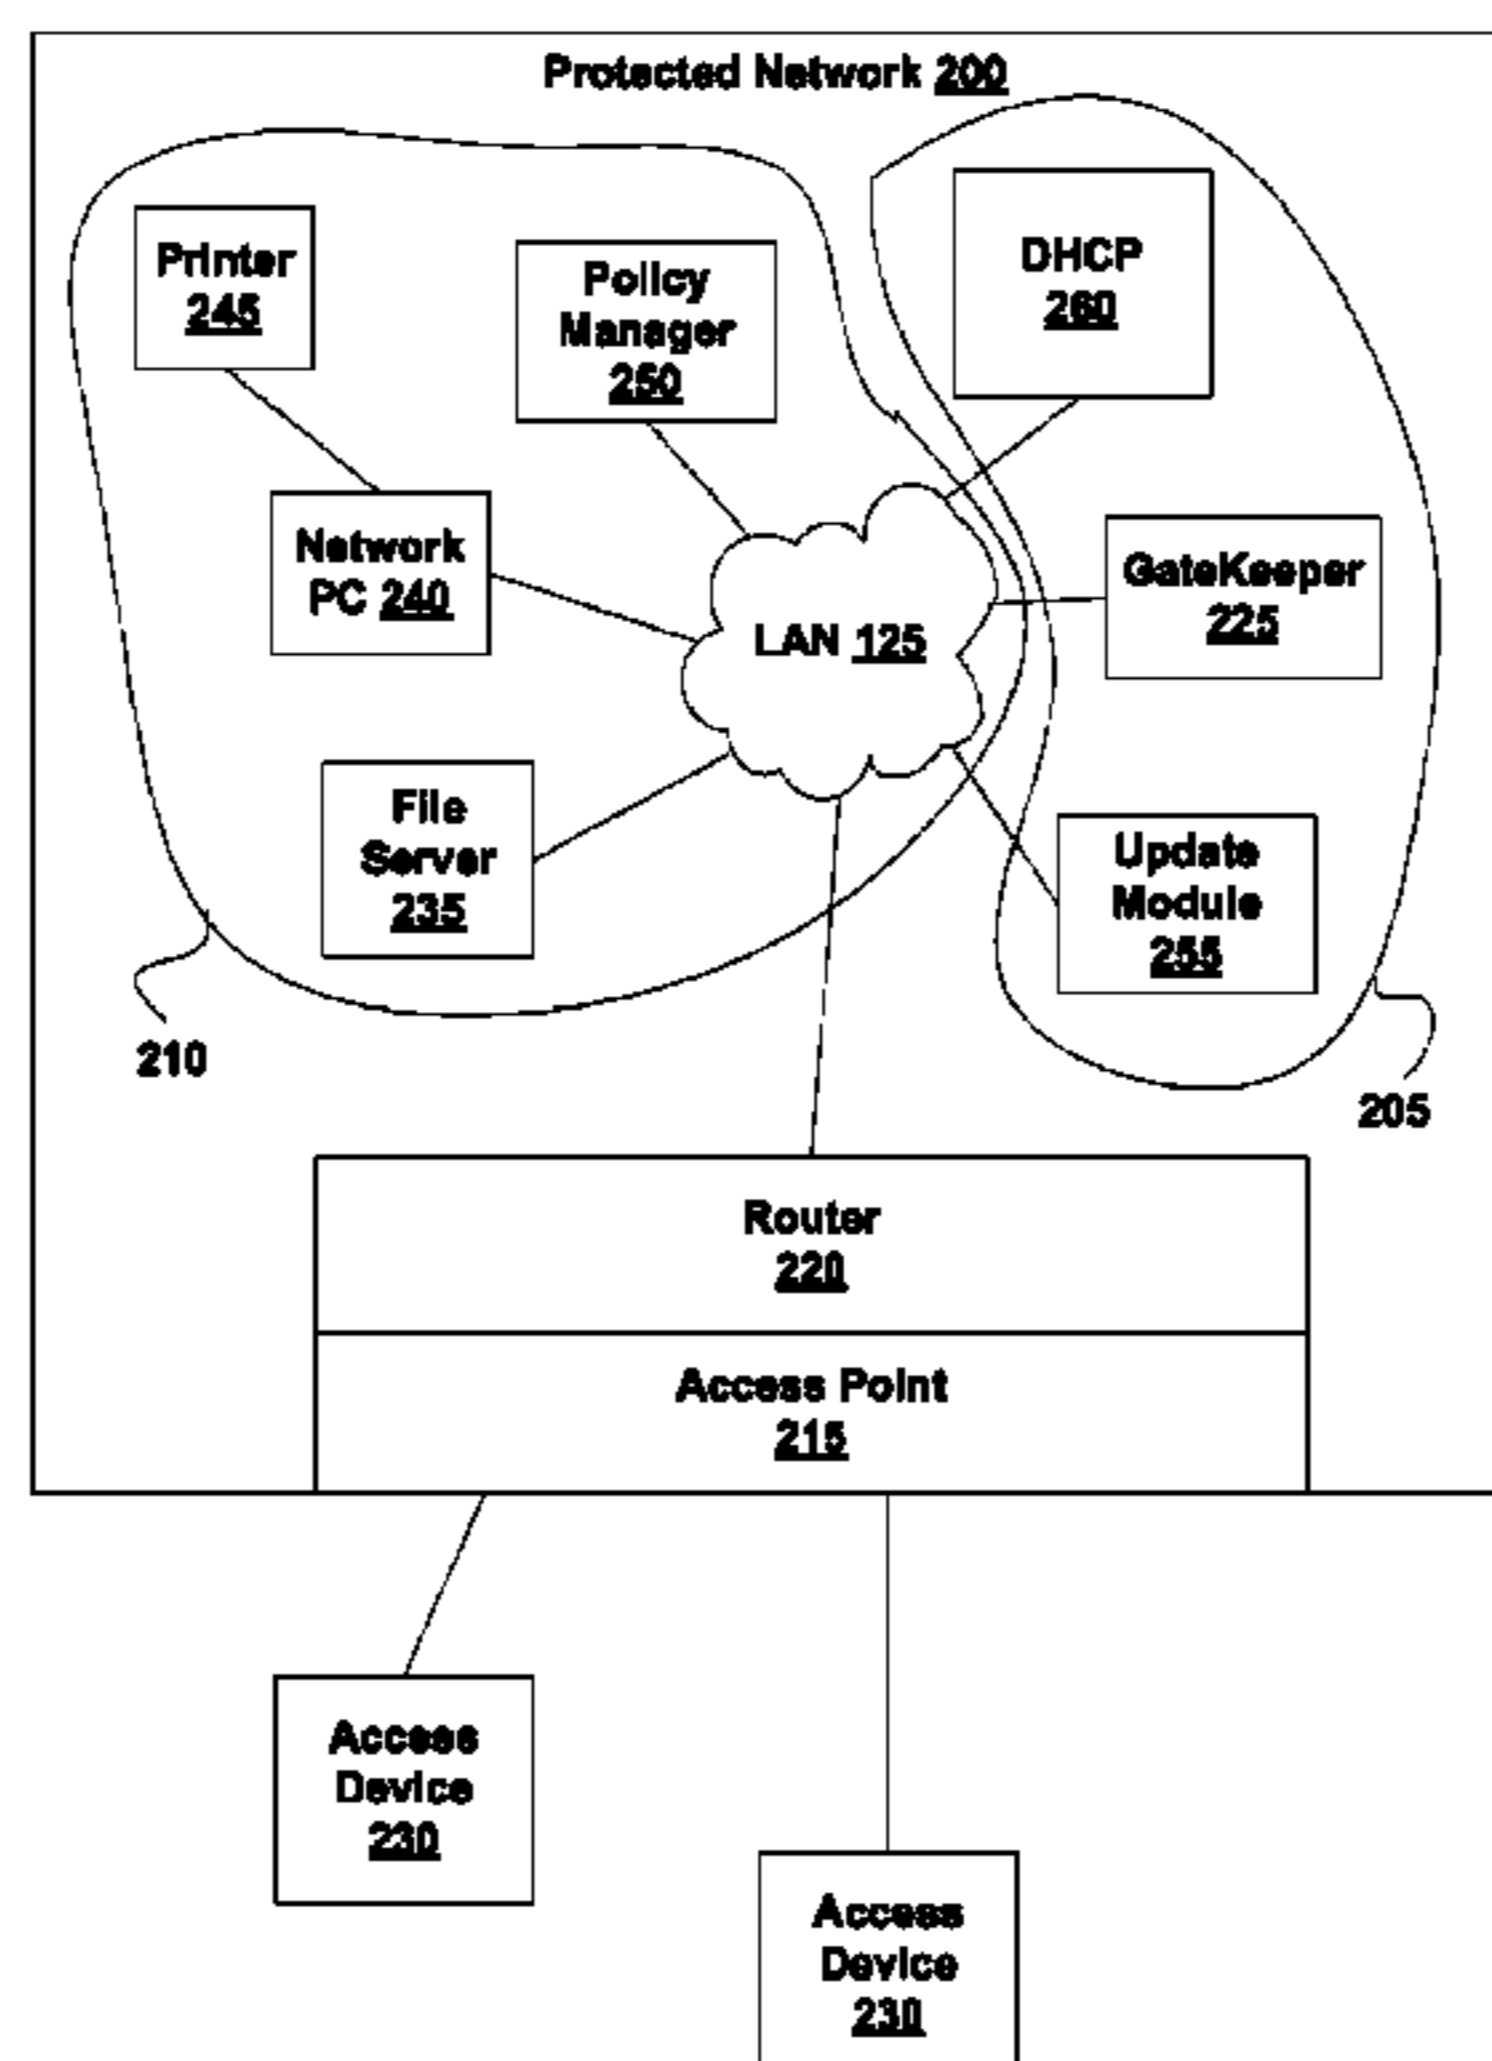 Protected Network 200
Printer
245
Policy
Manager
250
DHCP
260
Network
PC 240
LAN 125
GateKeeper
225
File
Server
235
Update
Module
255
210
205
Router
220
Access Point
215
Access
Device
230
Access
Device
230